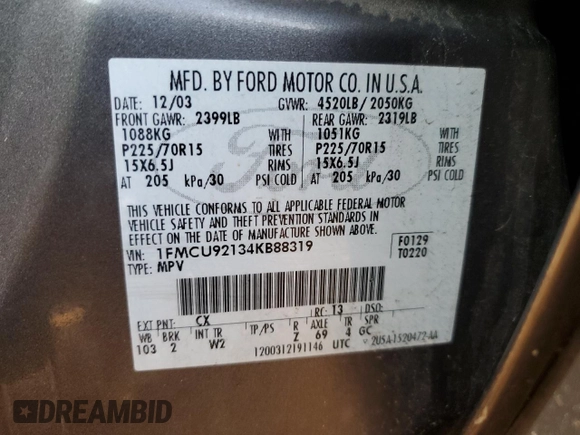 MFD. BY FORD MOTOR CO. IN U.S.A.
DATE: 12/03 GVWR: 4520LB / 2050KG
FRONT GAWR: 2399LB REAR GAWR: 2319LB
1088KG WITH 1051KG WITH
P225/70R15 TIRES P225/70R15 TIRES
15X6.5J RIMS 15X6.5J RIMS
AT 205 kPa/30 PSI COLD AT 205 kPa/30 PSI COLD
Ford
THIS VEHICLE CONFORMS TO ALL APPLICABLE FEDERAL MOTOR
VEHICLE SAFETY AND THEFT PREVENTION STANDARDS IN
EFFECT ON THE DATE OF MANUFACTURE SHOWN ABOVE.
VIN: 1FMCU92134KB88319 F0129
TYPE: MPV T0220
EXT PNT: CX RC: 13 DSO:
WB BRK INT TR TP/PS R AXLE TR SPR
103 2 W2 Z 69 4 GC
1200312191146 UTC
DREAMBID